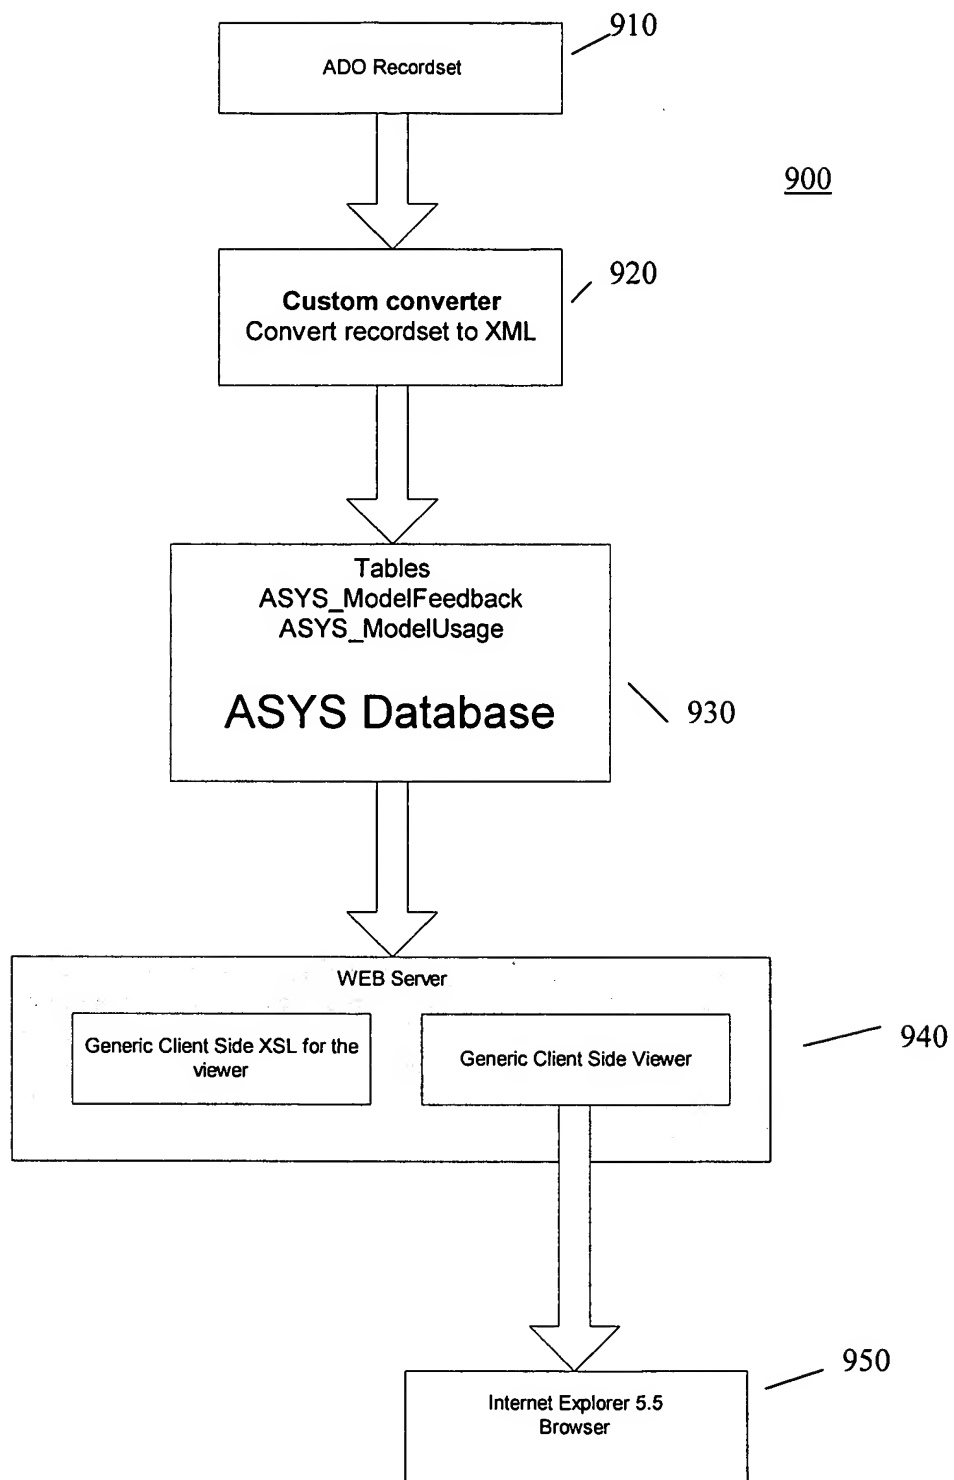 910
ADO Recordset
900
920
Custom converter
Convert recordset to XML
Tables
ASYS_ModelFeedback
ASYS_ModelUsage
ASYS Database
930
WEB Server
Generic Client Side XSL for the
viewer
Generic Client Side Viewer
940
950
Internet Explorer 5.5
Browser